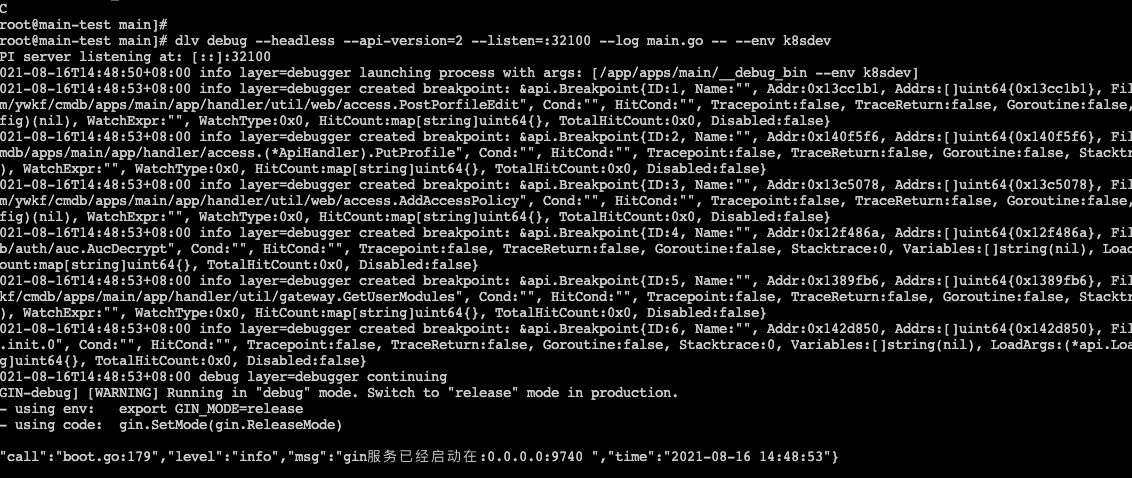 C
root@main-test main]#
root@main-test main]# dlv debug --headless --api-version=2 --listen=:32100 --log main.go -- --env k8sdev
PI server listening at: [::]:32100
021-08-16T14:48:50+08:00 info layer=debugger launching process with args: [/app/apps/main/__debug_bin --env k8sdev]
021-08-16T14:48:53+08:00 info layer=debugger created breakpoint: &api.Breakpoint{ID:1, Name:"", Addr:0x13cc1b1, Addrs:[]uint64{0x13cc1b1}, Fil
m/ywkf/cmdb/apps/main/app/handler/util/web/access.PostPorfileEdit", Cond:"", HitCond:"", Tracepoint:false, TraceReturn:false, Goroutine:false,
fig)(nil), WatchExpr:"", WatchType:0x0, HitCount:map[string]uint64{}, TotalHitCount:0x0, Disabled:false}
021-08-16T14:48:53+08:00 info layer=debugger created breakpoint: &api.Breakpoint{ID:2, Name:"", Addr:0x140f5f6, Addrs:[]uint64{0x140f5f6}, Fil
mdb/apps/main/app/handler/access.(*ApiHandler).PutProfile", Cond:"", HitCond:"", Tracepoint:false, TraceReturn:false, Goroutine:false, Stacktr
), WatchExpr:"", WatchType:0x0, HitCount:map[string]uint64{}, TotalHitCount:0x0, Disabled:false}
021-08-16T14:48:53+08:00 info layer=debugger created breakpoint: &api.Breakpoint{ID:3, Name:"", Addr:0x13c5078, Addrs:[]uint64{0x13c5078}, Fil
m/ywkf/cmdb/apps/main/app/handler/util/web/access.AddAccessPolicy", Cond:"", HitCond:"", Tracepoint:false, TraceReturn:false, Goroutine:false,
fig)(nil), WatchExpr:"", WatchType:0x0, HitCount:map[string]uint64{}, TotalHitCount:0x0, Disabled:false}
021-08-16T14:48:53+08:00 info layer=debugger created breakpoint: &api.Breakpoint{ID:4, Name:"", Addr:0x12f486a, Addrs:[]uint64{0x12f486a}, Fil
b/auth/auc.AucDecrypt", Cond:"", HitCond:"", Tracepoint:false, TraceReturn:false, Goroutine:false, Stacktrace:0, Variables:[]string(nil), Load
ount:map[string]uint64{}, TotalHitCount:0x0, Disabled:false}
021-08-16T14:48:53+08:00 info layer=debugger created breakpoint: &api.Breakpoint{ID:5, Name:"", Addr:0x1389fb6, Addrs:[]uint64{0x1389fb6}, Fil
kf/cmdb/apps/main/app/handler/util/gateway.GetUserModules", Cond:"", HitCond:"", Tracepoint:false, TraceReturn:false, Goroutine:false, Stacktr
), WatchExpr:"", WatchType:0x0, HitCount:map[string]uint64{}, TotalHitCount:0x0, Disabled:false}
021-08-16T14:48:53+08:00 info layer=debugger created breakpoint: &api.Breakpoint{ID:6, Name:"", Addr:0x142d850, Addrs:[]uint64{0x142d850}, Fil
.init.0", Cond:"", HitCond:"", Tracepoint:false, TraceReturn:false, Goroutine:false, Stacktrace:0, Variables:[]string(nil), LoadArgs:(*api.Loa
g]uint64{}, TotalHitCount:0x0, Disabled:false}
021-08-16T14:48:53+08:00 debug layer=debugger continuing
GIN-debug] [WARNING] Running in "debug" mode. Switch to "release" mode in production.
- using env:   export GIN_MODE=release
- using code:  gin.SetMode(gin.ReleaseMode)
"call":"boot.go:179","level":"info","msg":"gin服务已经启动在:0.0.0.0:9740 ","time":"2021-08-16 14:48:53"}